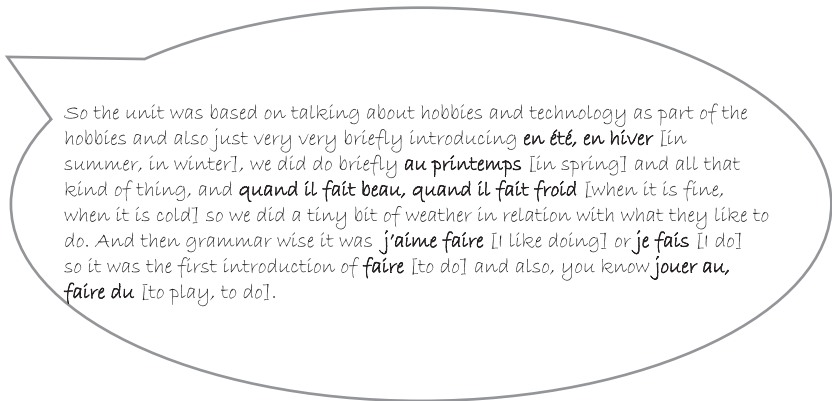 So the unit was based on talking about hobbies and technology as part of the
hobbies and also just very very briefly introducing en été, en hiver [in
summer, in winter], we did do briefly au printemps [in spring] and all that
kind of thing, and quand il fait beau, quand il fait froid [when it is fine,
when it is cold] so we did a tiny bit of weather in relation with what they like to
do. And then grammar wise it was j'aime faire [I like doing] or je fais [I do]
so it was the first introduction of faire [to do] and also, you know jouer au,
faire du [to play, to do].